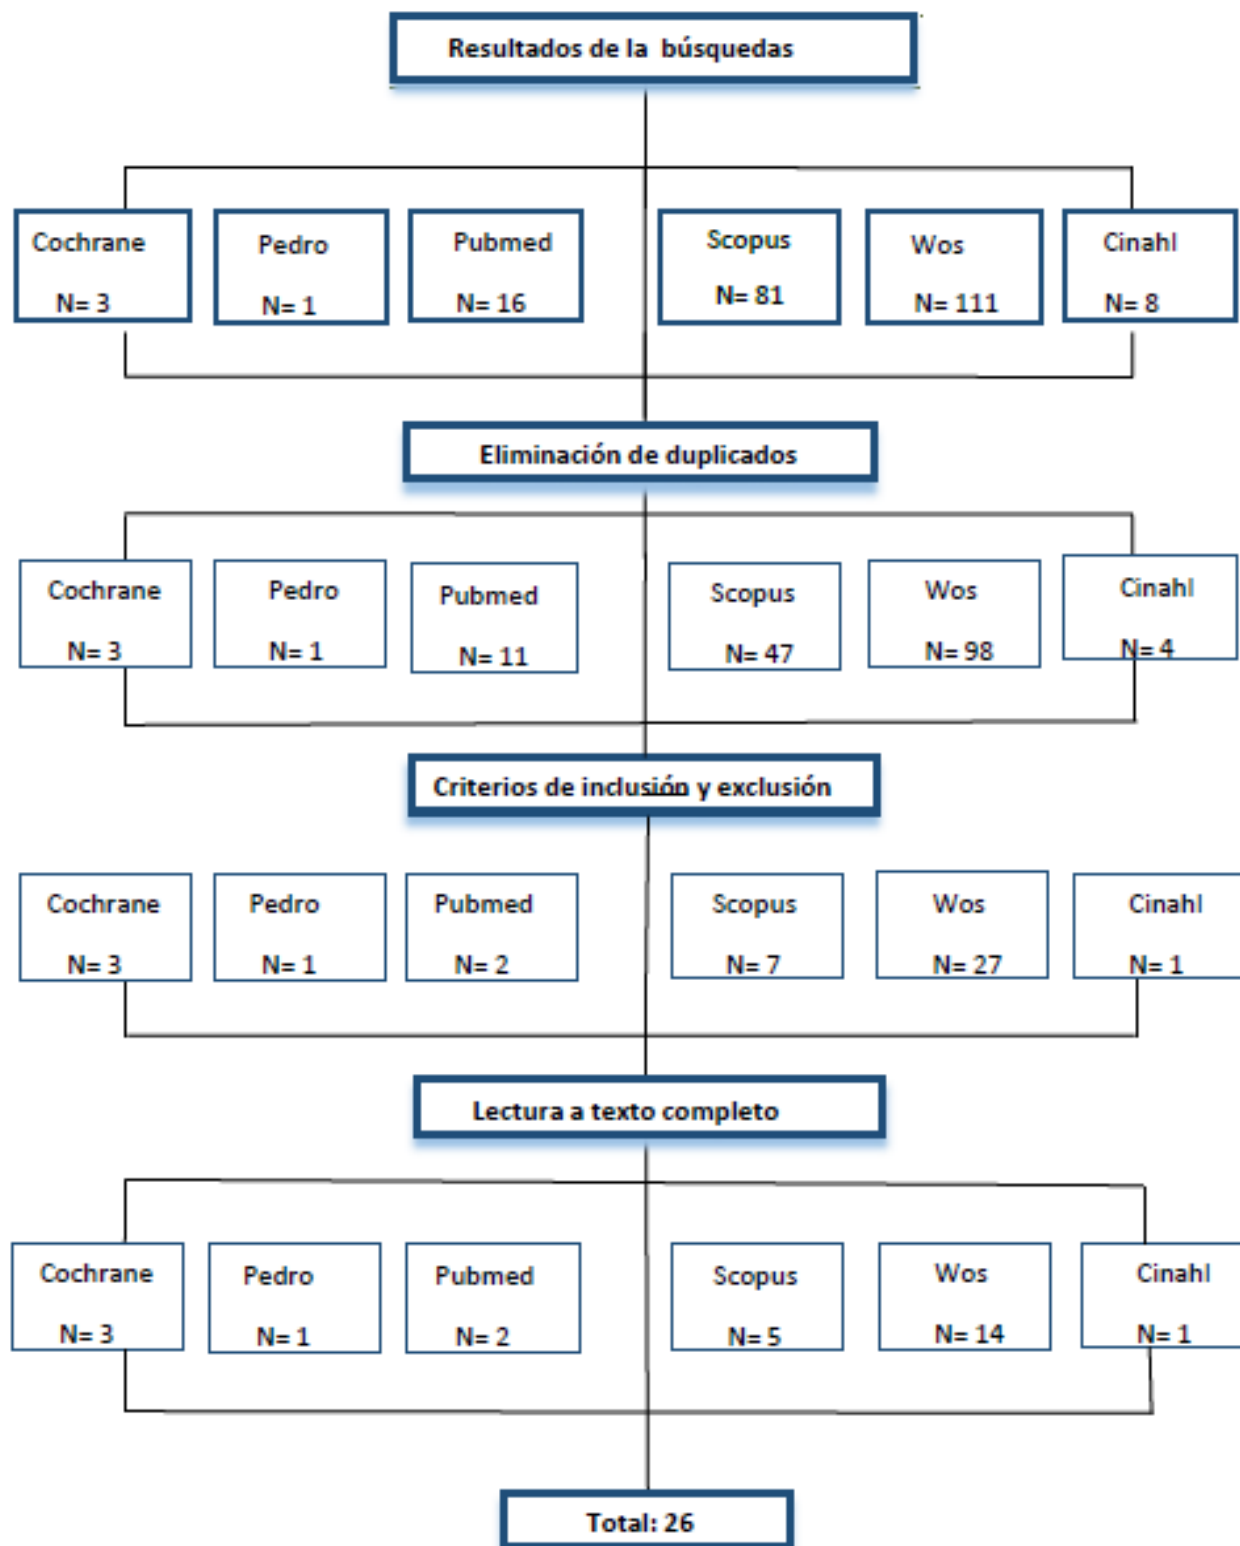 Resultados de la búsquedas
Cochrane
N= 3
Pedro
N= 1
Pubmed
N= 16
Scopus
N= 81
Wos
N= 111
Cinahl
N= 8
Eliminación de duplicados
Cochrane
N= 3
Pedro
N= 1
Pubmed
N= 11
Scopus
N= 47
Wos
N= 98
Cinahl
N= 4
Criterios de inclusión y exclusión
Cochrane
N= 3
Pedro
N= 1
Pubmed
N= 2
Scopus
N= 7
Wos
N= 27
Cinahl
N= 1
Lectura a texto completo
Cochrane
N= 3
Pedro
N= 1
Pubmed
N= 2
Scopus
N= 5
Wos
N= 14
Cinahl
N= 1
Total: 26